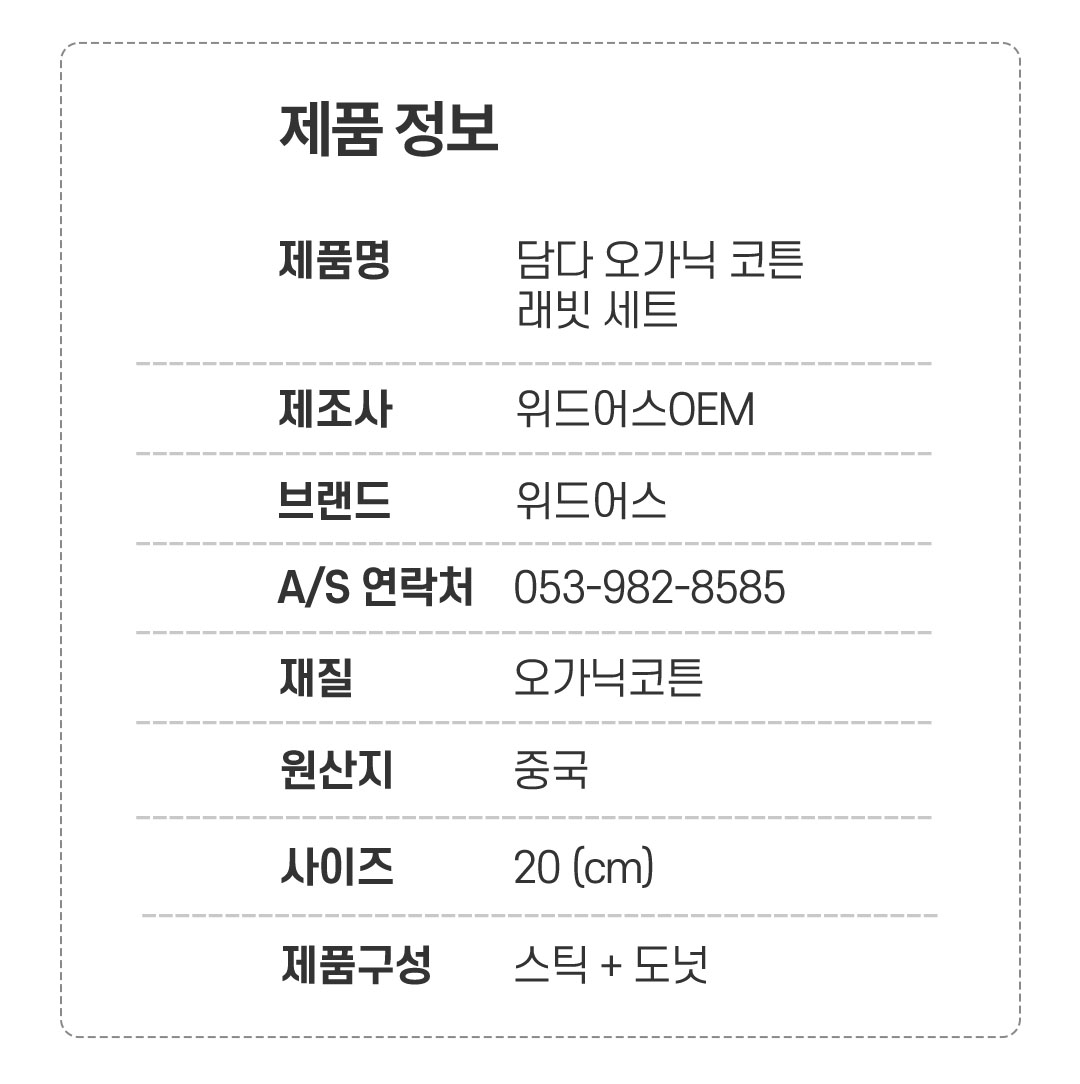 제품 정보
제품명 담다 오가닉 코튼
래빗 세트
제조사 위드어스OEM
브랜드 위드어스
A/S 연락처 053-982-8585
재질 오가닉코튼
원산지 중국
사이즈 20 (cm)
제품구성 스틱 + 도넛